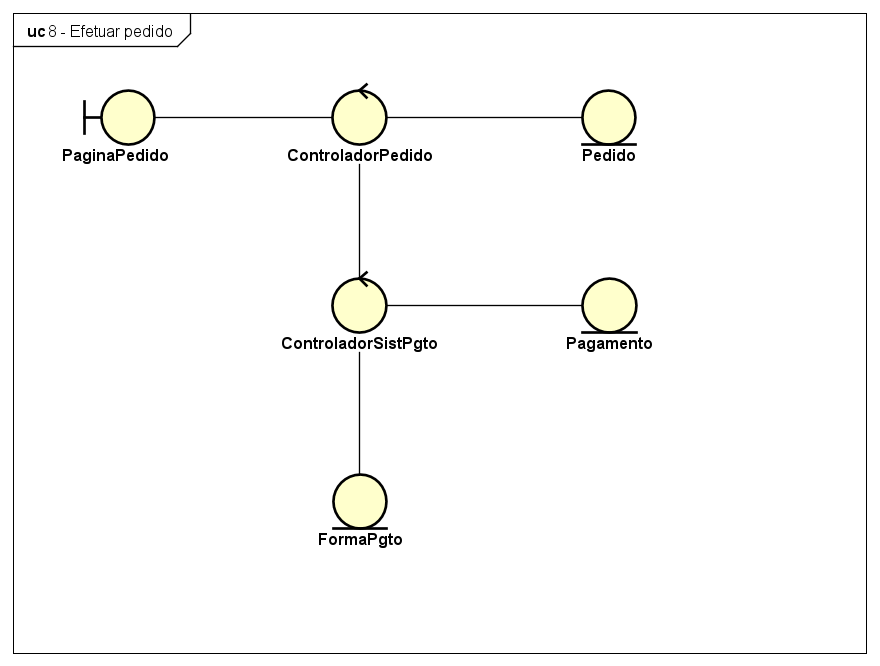 uc 8 - Efetuar pedido
PaginaPedido
ControladorPedido
Pedido
ControladorSistPgto
Pagamento
FormaPgto